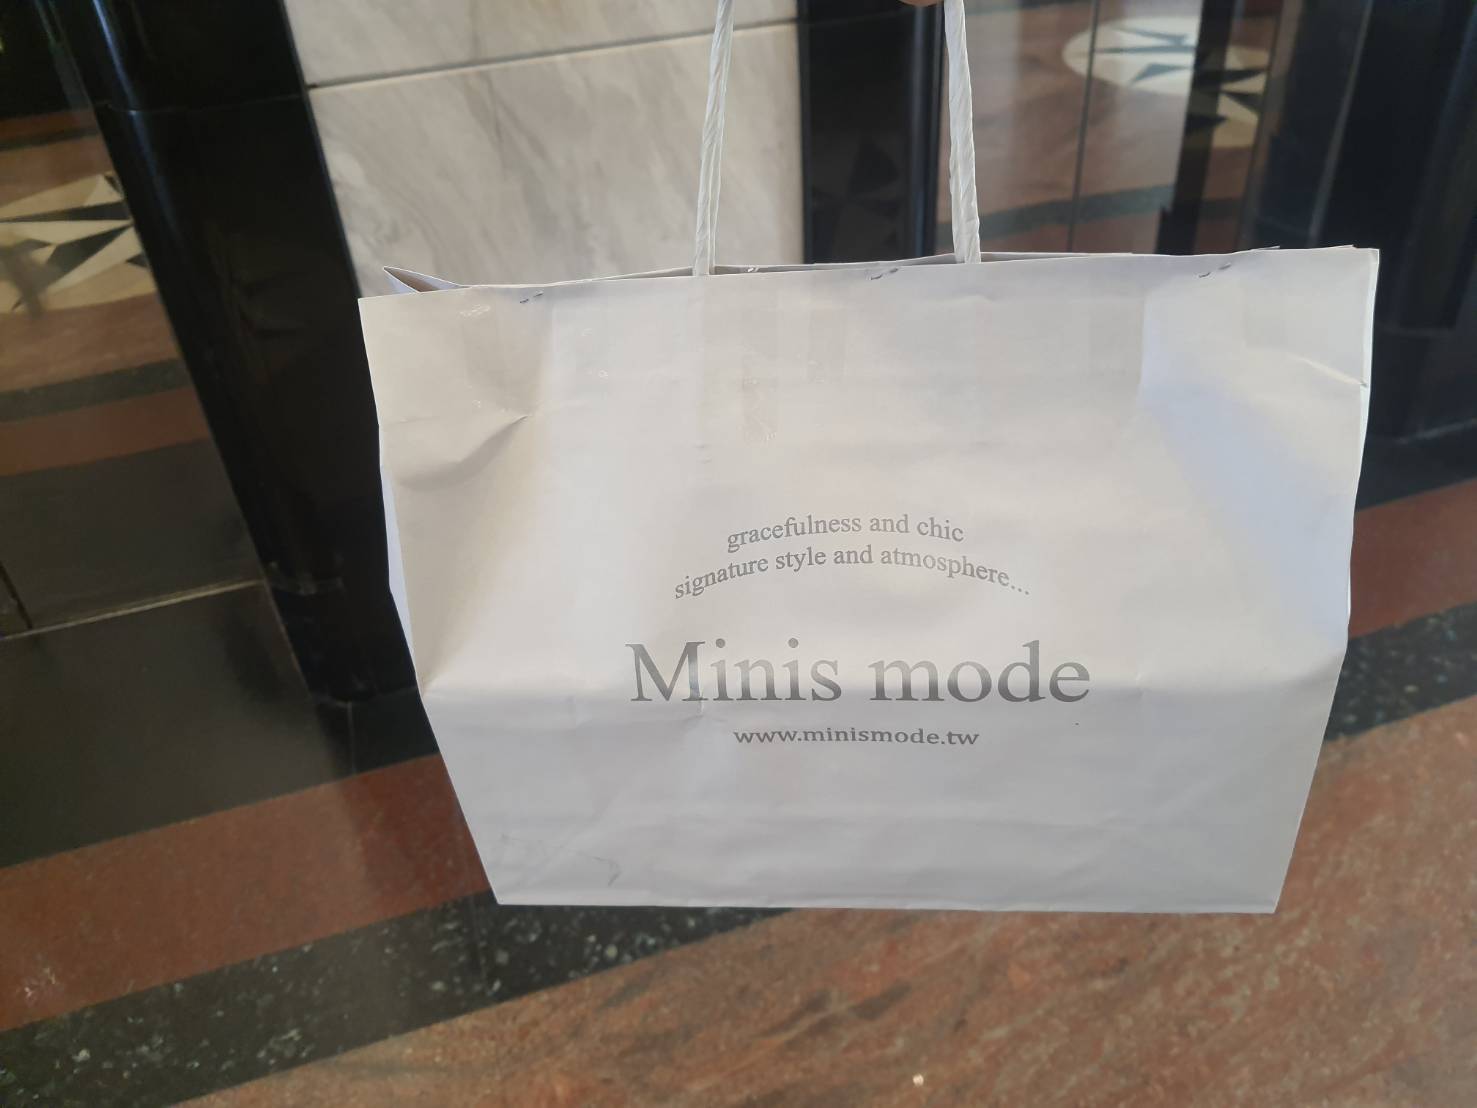 gracefulness and chic
signature style and atmosphere...
Minis mode
www.minismode.tw